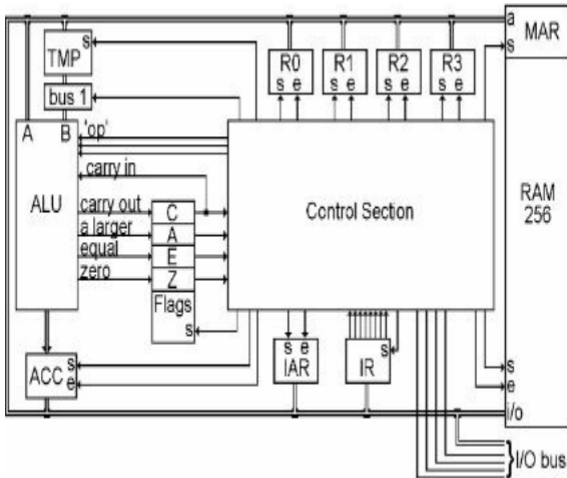 a
MAR
s
TMP
s
R0
R1
R2
R3
s e
s e
s e
s e
bus 1
A
B
'op'
carry in
ALU
carry out
C
a larger
A
equal
E
zero
Z
Flags
s
Control Section
RAM
256
ACC
s
e
s e
IAR
s
IR
s
e
i/o
I/O bus